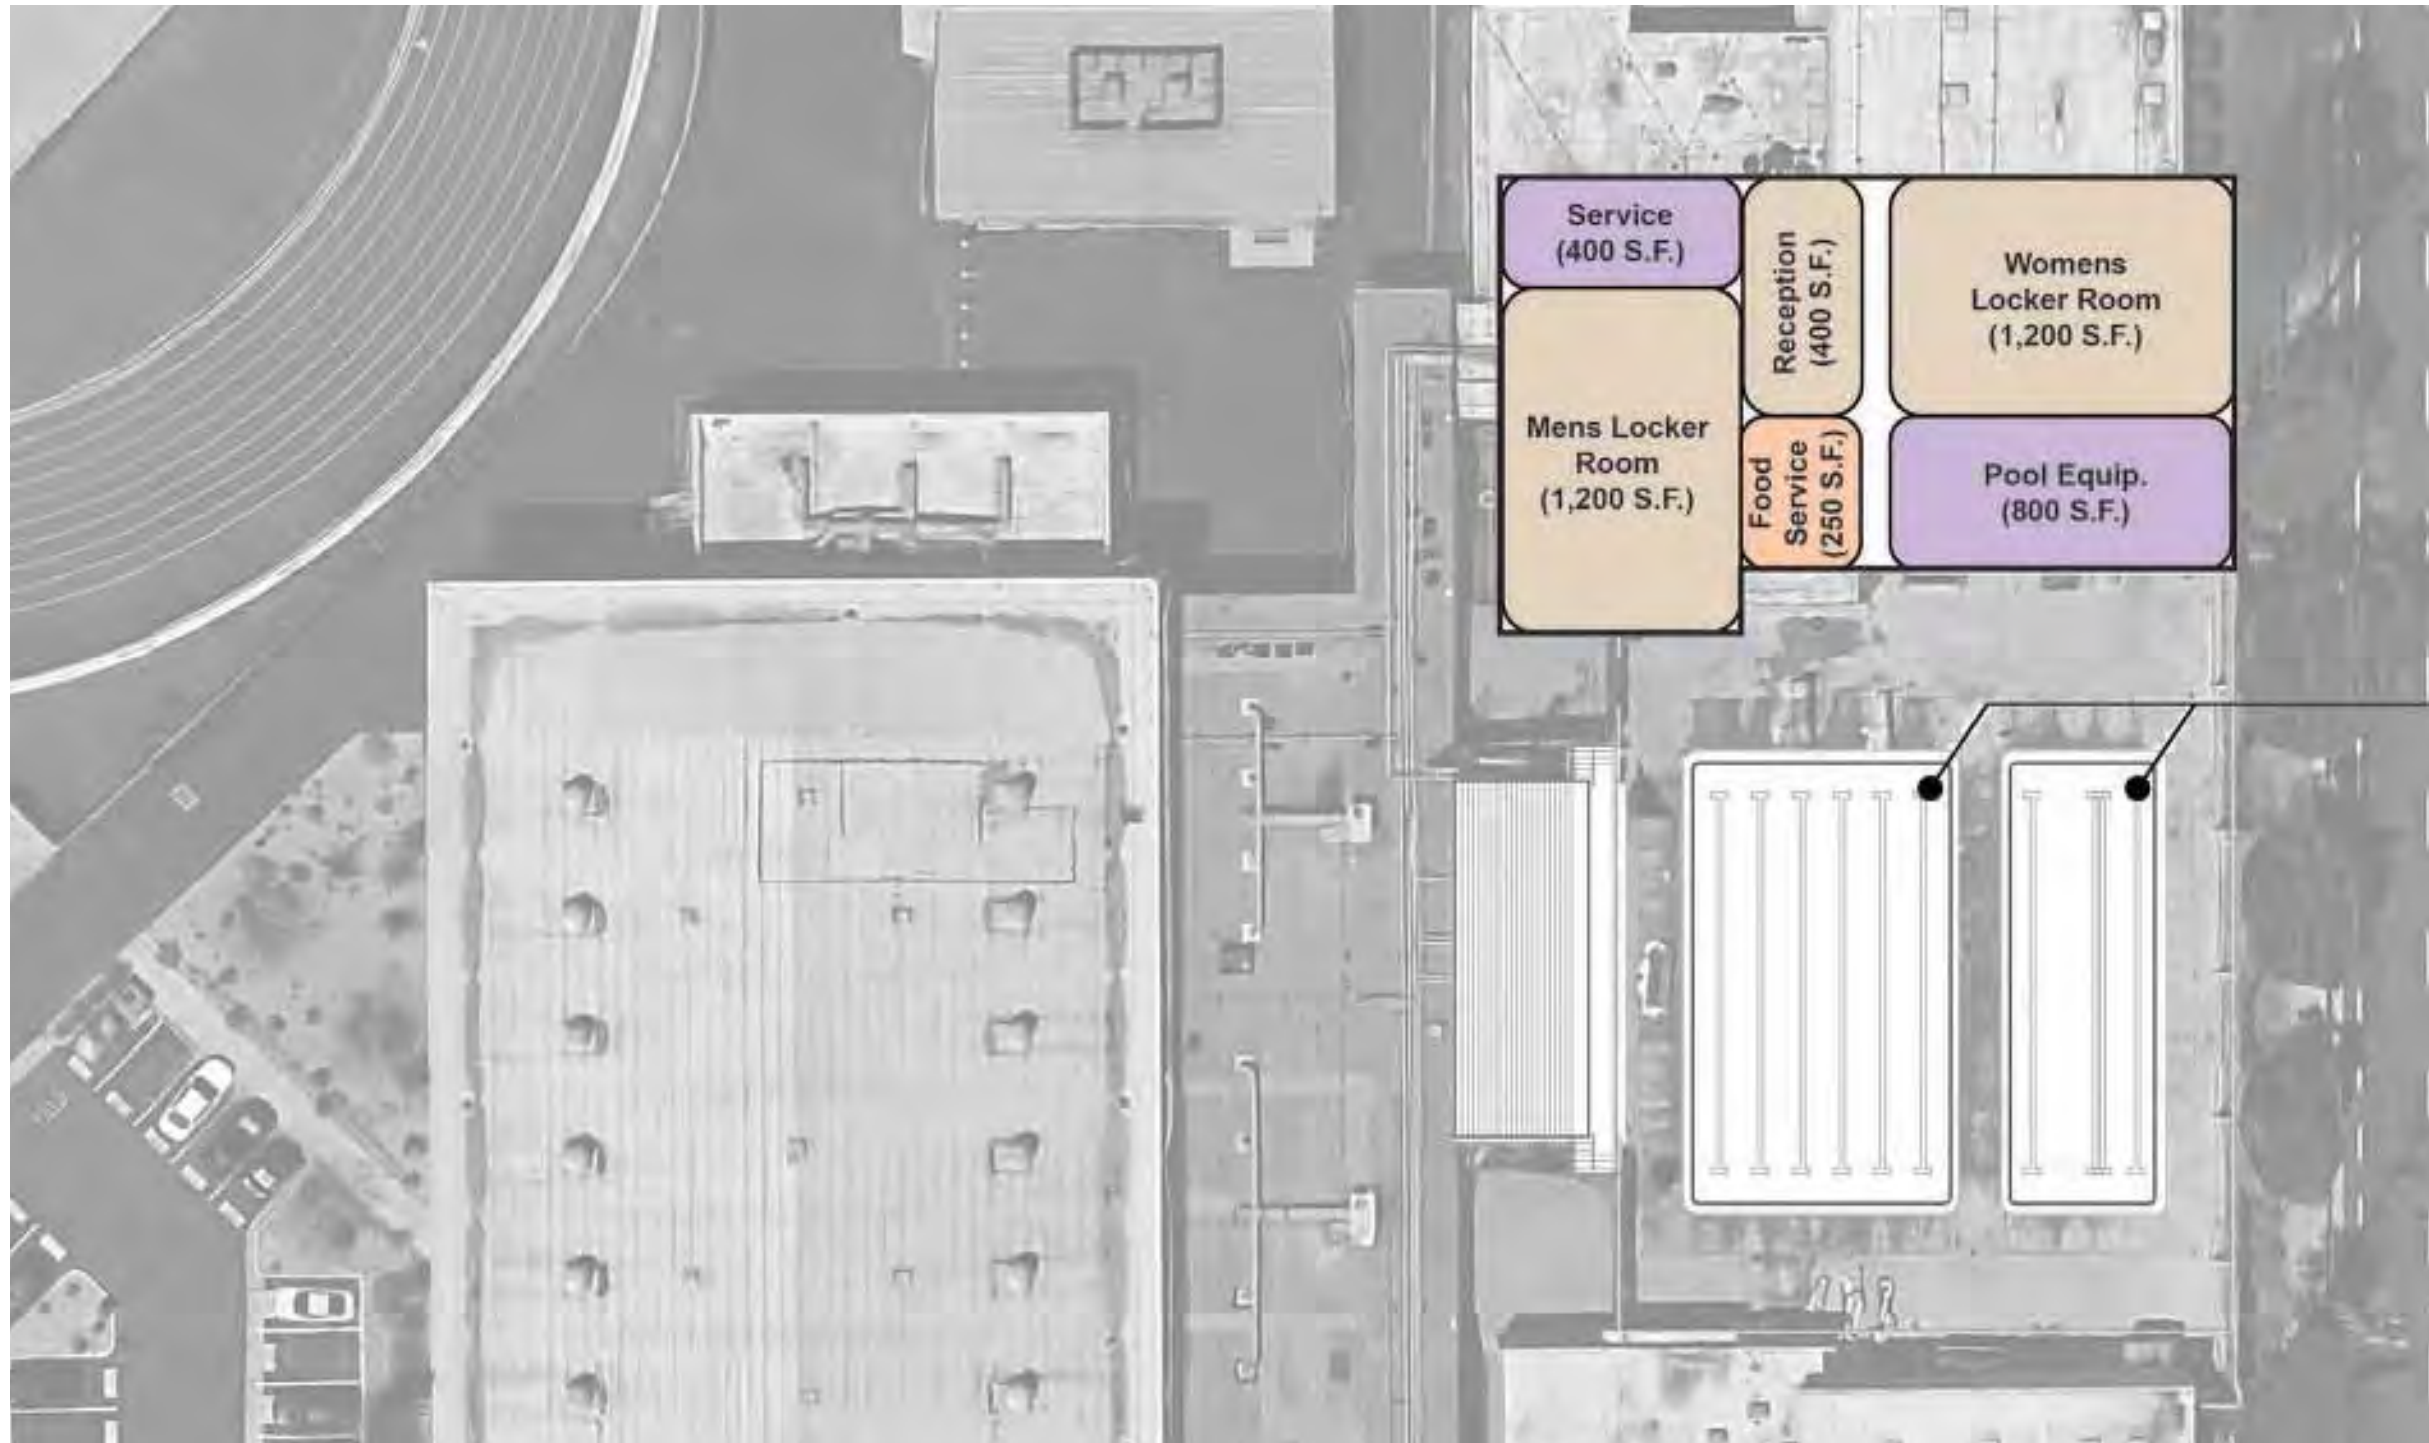 Service
(400 S.F.)
Reception
(400 S.F.)
Womens
Locker Room
(1,200 S.F.)
Mens Locker
Room
(1,200 S.F.)
Food
Service
(250 S.F.)
Pool Equip.
(800 S.F.)